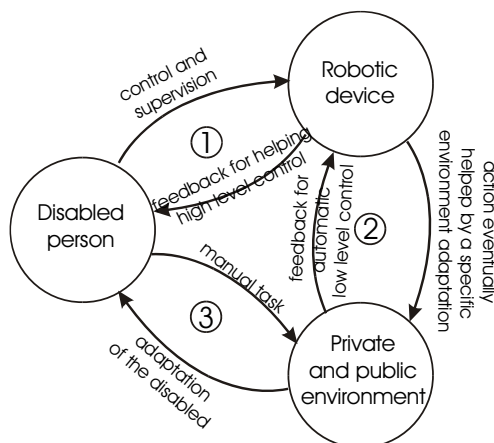 control and
supervision
Robotic
device
1
feedback for helping
high level control
Disabled
person
feedback for
automatic
low level control
2
action eventually
helpep by a specific
environment adaptation
manual task
3
adaptation
of the disabled
Private
and public
environment